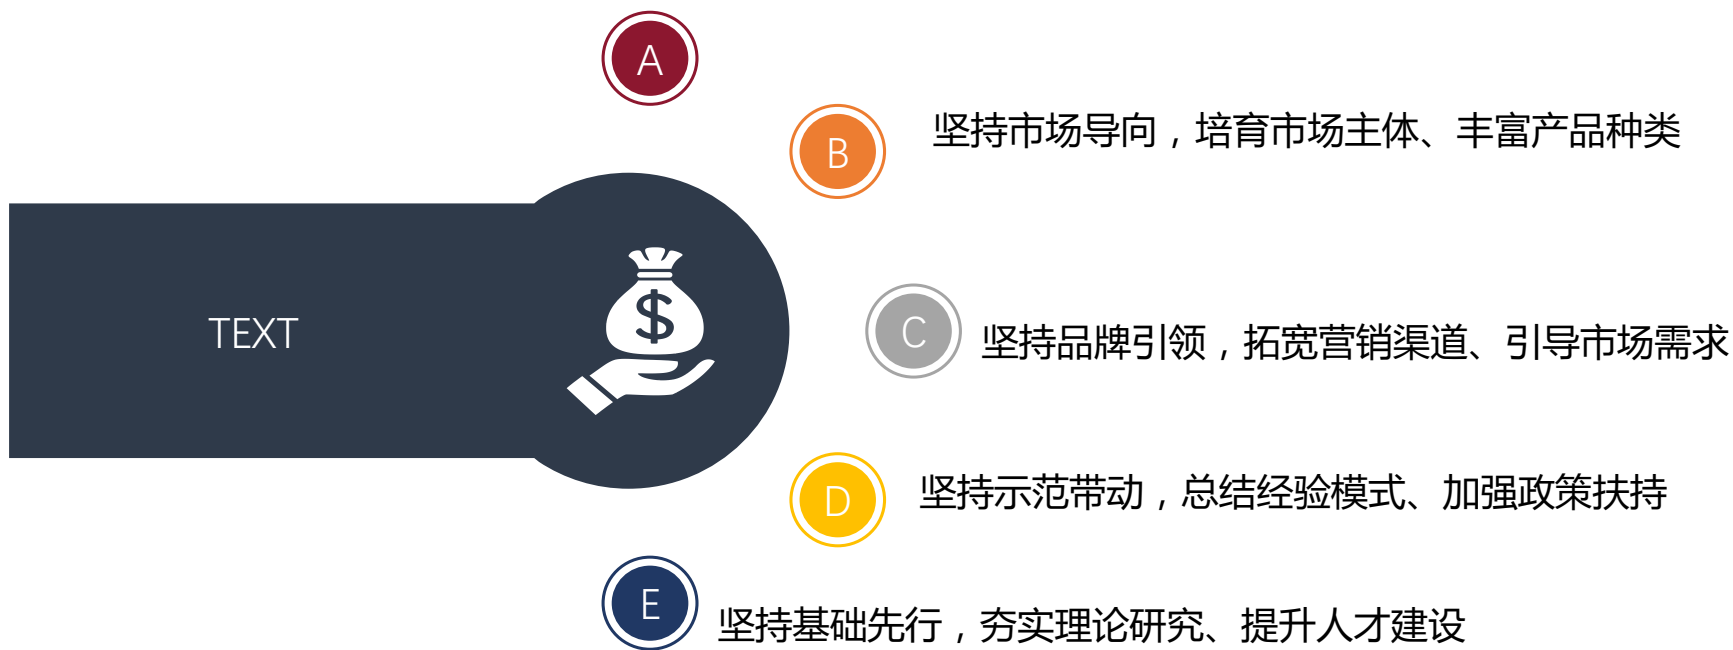 A
B
坚持市场导向，培育市场主体、丰富产品种类
TEXT
$
C
坚持品牌引领，拓宽营销渠道、引导市场需求
D
坚持示范带动，总结经验模式、加强政策扶持
E
坚持基础先行，夯实理论研究、提升人才建设